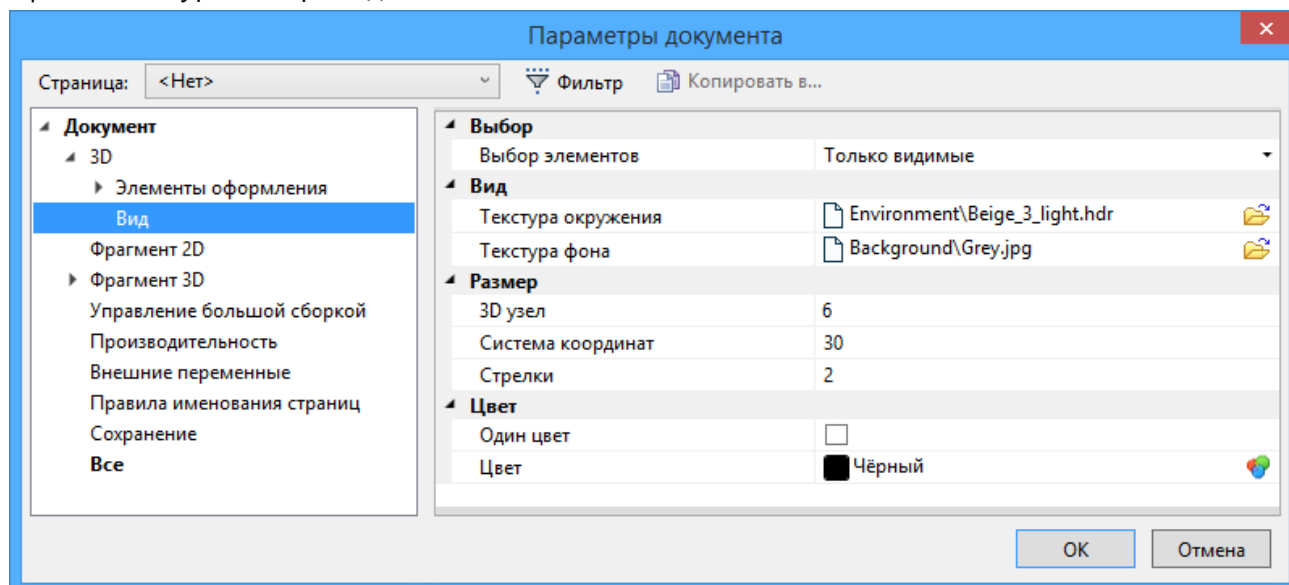 Параметры документа
Страница: <Нет> Фильтр Копировать в...
Документ
3D
Элементы оформления
Вид
Фрагмент 2D
Фрагмент 3D
Управление большой сборкой
Производительность
Внешние переменные
Правила именования страниц
Сохранение
Все
Выбор
Выбор элементов Только видимые
Вид
Текстура окружения Environment\Beige_3_light.hdr
Текстура фона Background\Grey.jpg
Размер
3D узел 6
Система координат 30
Стрелки 2
Цвет
Один цвет
Цвет Чёрный
ОК Отмена